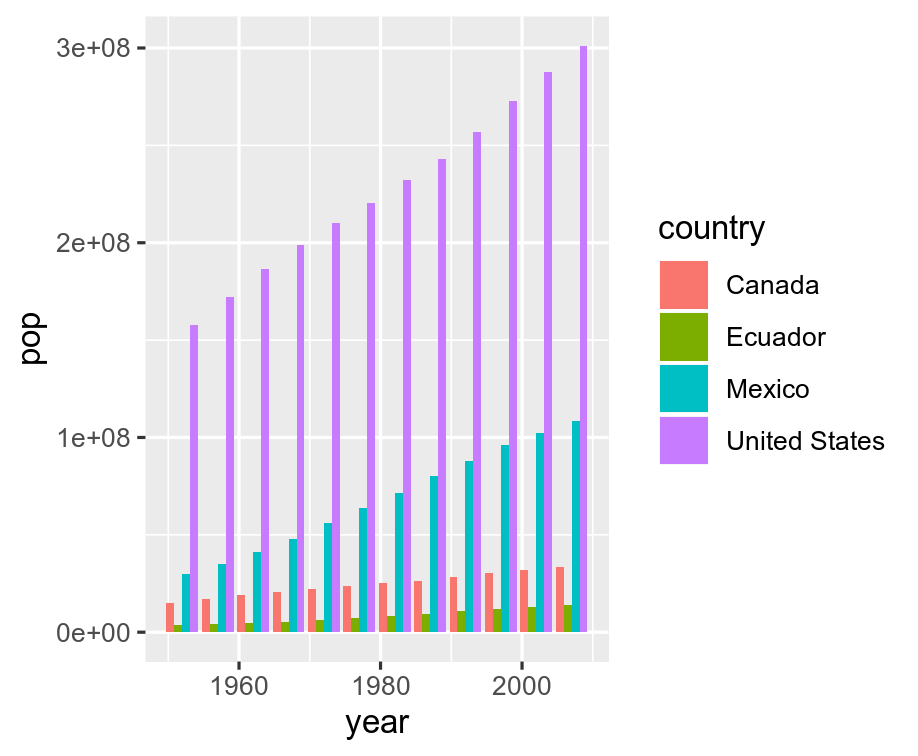 3e+08
2e+08
1e+08
0e+00
pop
1960 1980 2000
year
country
Canada
Ecuador
Mexico
United States